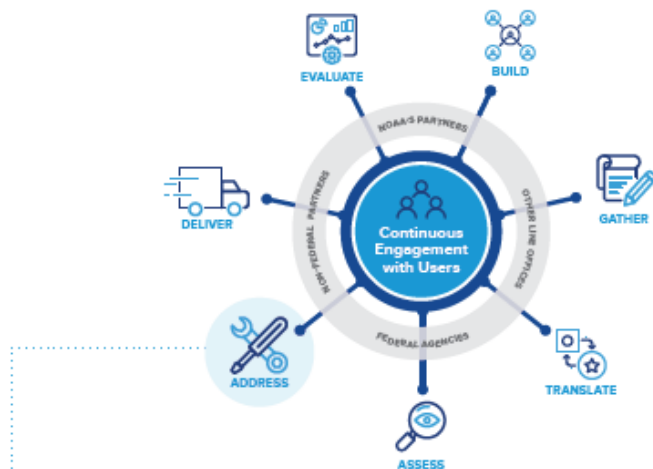 EVALUATE
BUILD
NOAA'S PARTNERS
DELIVER
NON-FEDERAL PARTNERS
Continuous
Engagement
with Users
OTHER LINE OFFICES
GATHER
FEDERAL AGENCIES
ADDRESS
TRANSLATE
ASSESS